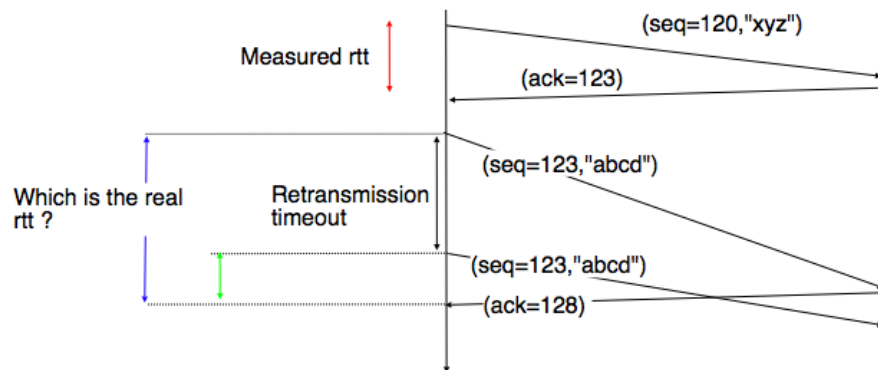 (seq=120,"xyz")
Measured rtt
(ack=123)
(seq=123,"abcd")
Which is the real
rtt ?
Retransmission
timeout
(seq=123,"abcd")
(ack=128)